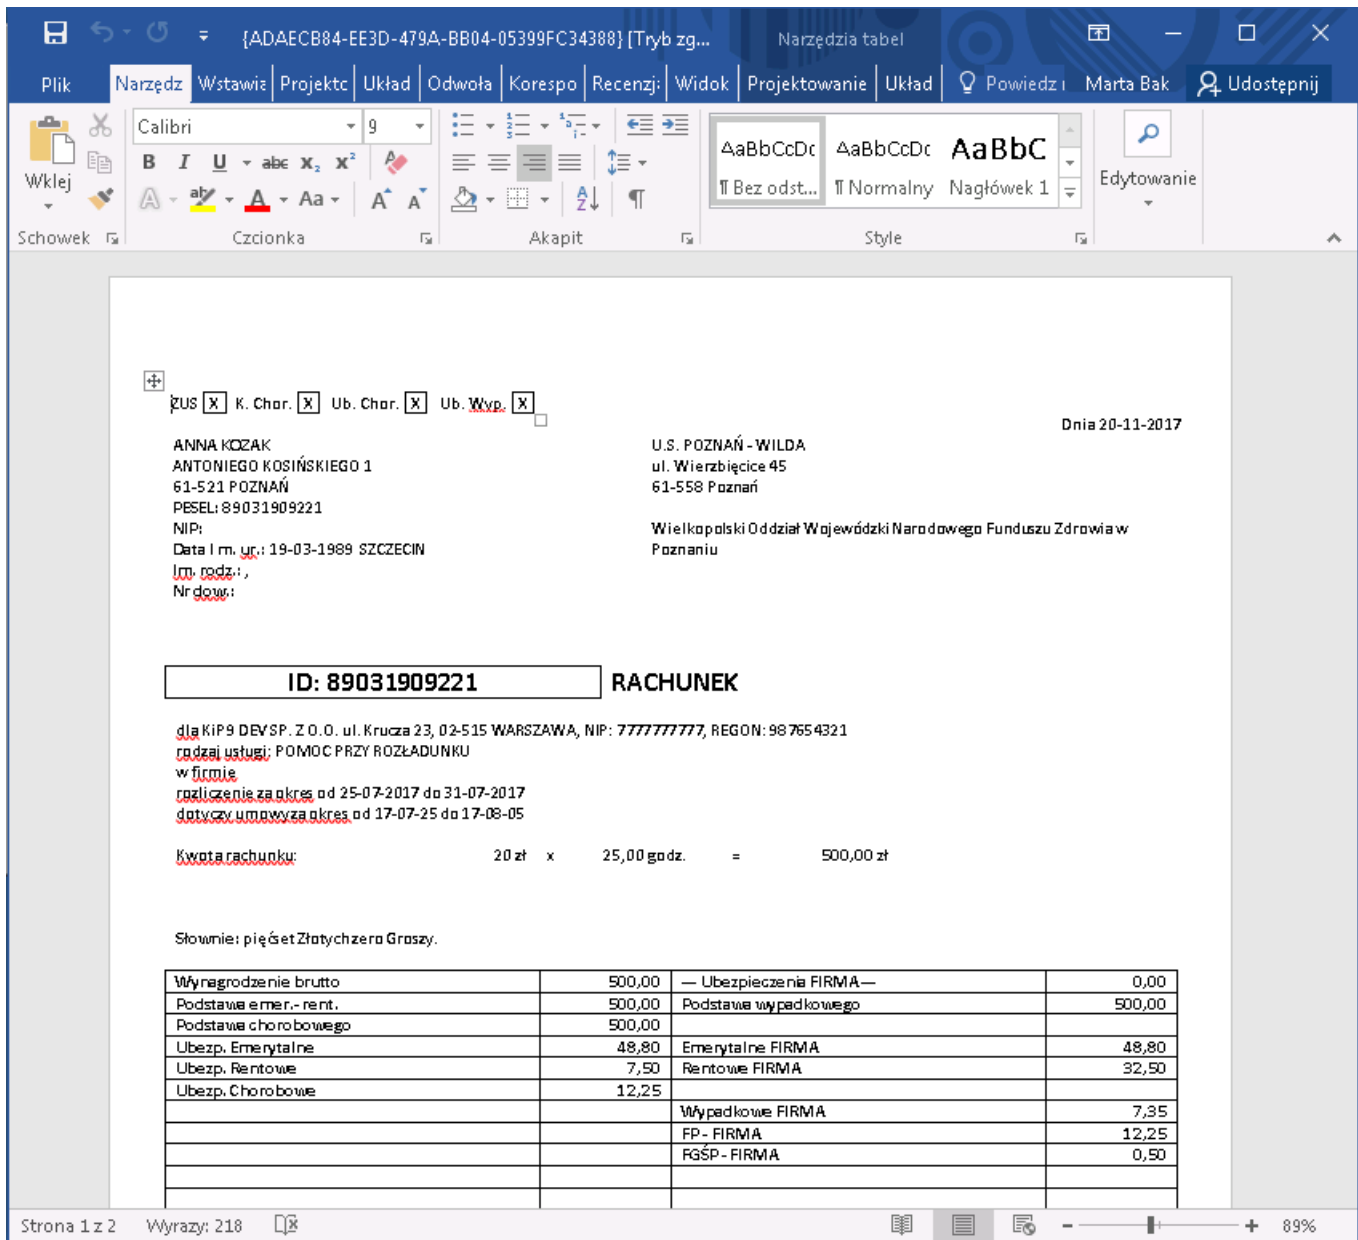 {ADAECB84-EE3D-479A-BB04-05399FC34388} [Tryb zg... Narzędzia tabel
Plik Narzędz Wstawia Projektc Układ Odwoła Korespo Recenzj Widok Projektowanie Układ Powiedz Marta Bak Udostępnij
Wklej Calibri 9 AaBbCcDc AaBbCcDc AaBbC Edytowanie
B I U abc x₂ x² ¶ Bez odst... ¶ Normalny Nagłówek 1
A aby A Aa A A A Z ¶
Schowek Czcionka Akapit Style
ZUS X K. Chor. X Ub. Chor. X Ub. Wyp. X
Dnia 20-11-2017
ANNA KOZAK U.S. POZNAŃ - WILDA
ANTONIEGO KOSIŃSKIEGO 1 ul. Wierzbięcice 45
61-521 POZNAŃ 61-558 Poznań
PESEL: 89031909221
NIP: Wielkopolski Oddział Wojewódzki Narodowego Funduszu Zdrowia w
Data I m. ur.: 19-03-1989 SZCZECIN Poznaniu
Im. rodz.: ,
Nr dow.:
ID: 89031909221 RACHUNEK
dla KiP9 DEV SP. Z O.O. ul. Krucza 23, 02-515 WARSZAWA, NIP: 7777777777, REGON: 987654321
rodzaj usługi: POMOC PRZY ROZŁADUNKU
w firmie
rozliczenie za okres od 25-07-2017 do 31-07-2017
dotyczy umowy za okres od 17-07-25 do 17-08-05
Kwota rachunku: 20 zł x 25,00 godz. = 500,00 zł
Słownie: pięćset Złotych zero Groszy.
Wynagrodzenie brutto 500,00 — Ubezpieczenia FIRMA— 0,00
Podstawa emer.- rent. 500,00 Podstawa wypadkowego 500,00
Podstawa chorobowego 500,00
Ubezp. Emerytalne 48,80 Emerytalne FIRMA 48,80
Ubezp. Rentowe 7,50 Rentowe FIRMA 32,50
Ubezp. Chorobowe 12,25
Wypadkowe FIRMA 7,35
FP - FIRMA 12,25
FGŚP - FIRMA 0,50
Strona 1 z 2 Wyrazy: 218 89%